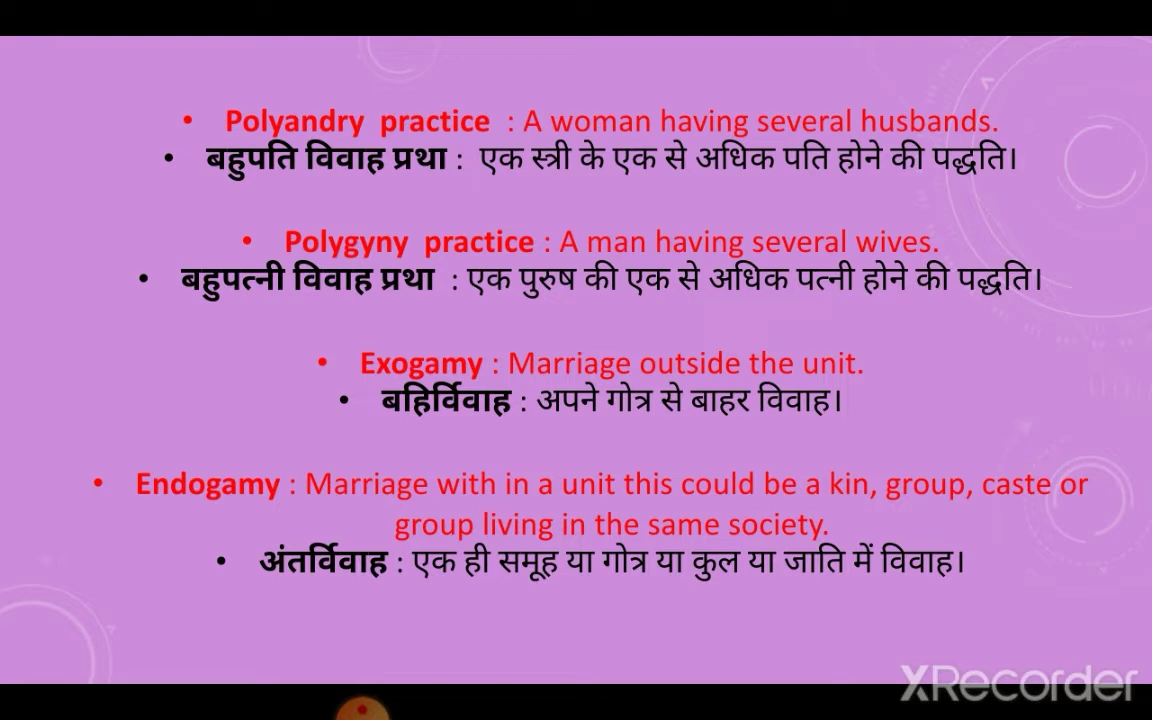 • Polyandry practice : A woman having several husbands.
• बहुपति विवाह प्रथा : एक स्त्री के एक से अधिक पति होने की पद्धति।
• Polygyny practice : A man having several wives.
• बहुपत्नी विवाह प्रथा : एक पुरुष की एक से अधिक पत्नी होने की पद्धति।
• Exogamy : Marriage outside the unit.
• बहिर्विवाह : अपने गोत्र से बाहर विवाह।
• Endogamy : Marriage with in a unit this could be a kin, group, caste or
group living in the same society.
• अंतर्विवाह : एक ही समूह या गोत्र या कुल या जाति में विवाह।
XRecorder